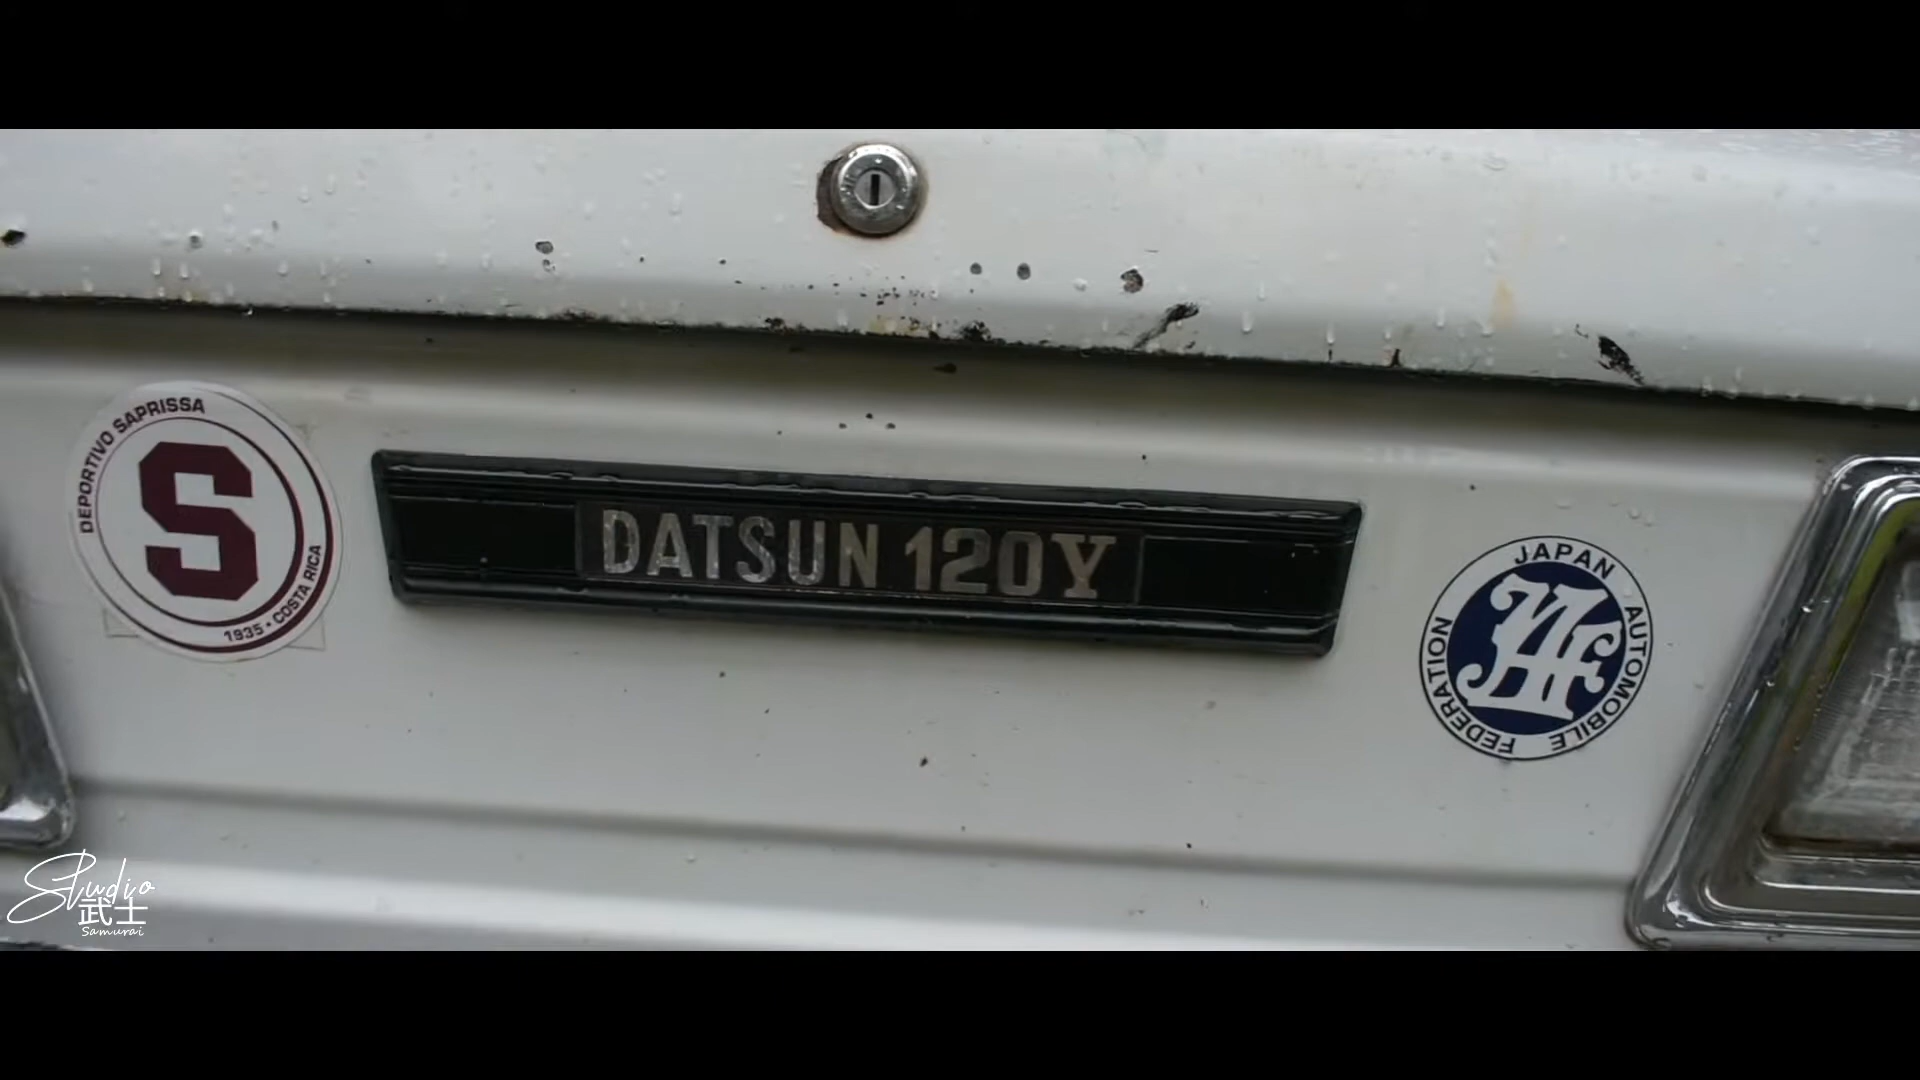 DEPORTIVO SAPRISSA
S
1935 • COSTA RICA
DATSUN 120Y
JAPAN AUTOMOBILE FEDERATION
JAF
Studio
武士
Samurai